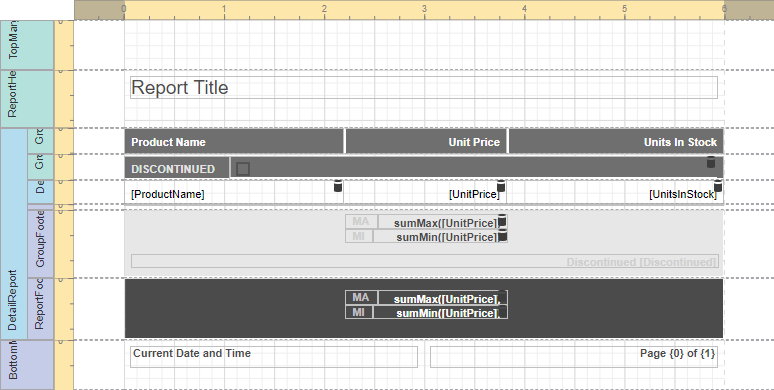 0 1 2 3 4 5 6
TopMar
ReportHe
Report Title
Gro
Product Name Unit Price Units In Stock
Gro
DISCONTINUED
De
[ProductName] [UnitPrice] [UnitsInStock]
DetailReport
GroupFoote
MA sumMax([UnitPrice]
MI sumMin([UnitPrice]
Discontinued [Discontinued]
ReportFoo
MA sumMax([UnitPrice],
MI sumMin([UnitPrice],
BottomM
Current Date and Time Page {0} of {1}